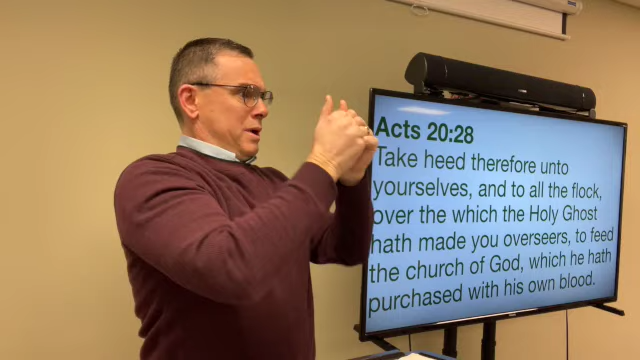 Acts 20:28
Take heed therefore unto
yourselves, and to all the flock,
over the which the Holy Ghost
hath made you overseers, to feed
the church of God, which he hath
purchased with his own blood.